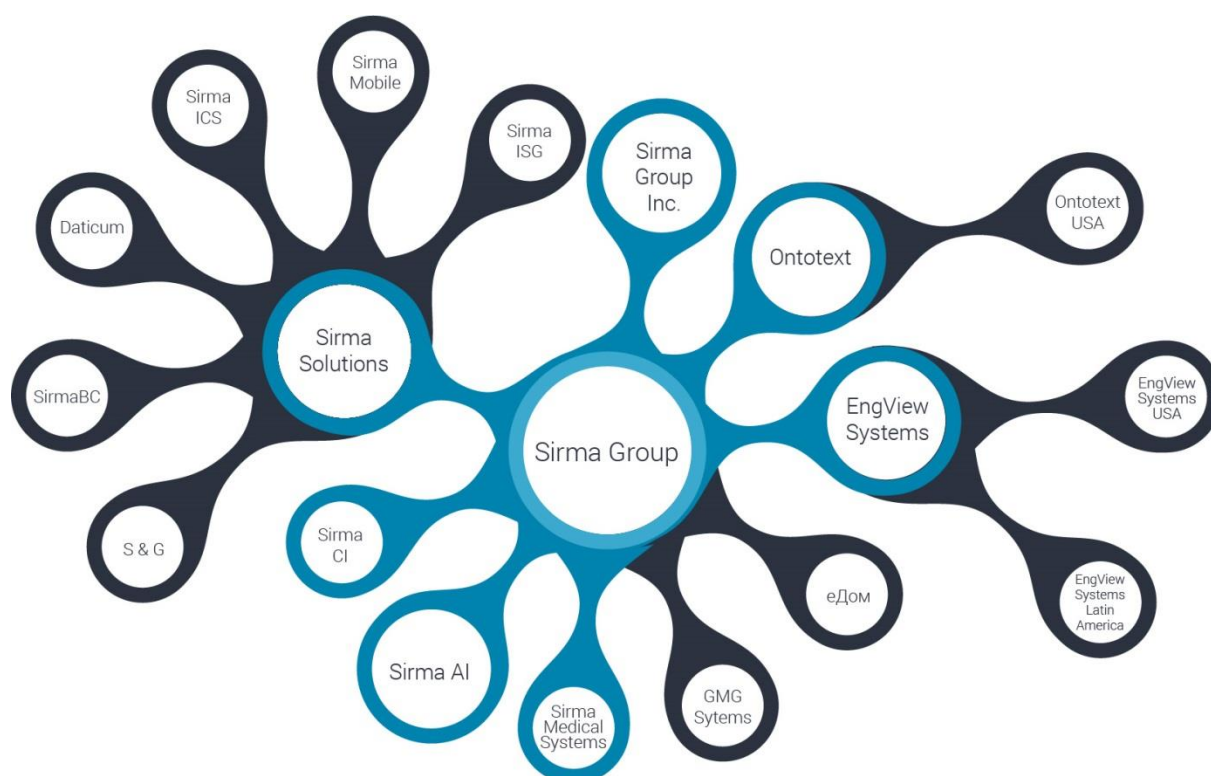 Sirma
Mobile
Sirma
ICS
Sirma
ISG
Sirma
Group
Inc.
Ontotext
USA
Daticum
Ontotext
Sirma
Solutions
SirmaBC
EngView
Systems
EngView
Systems
USA
Sirma Group
S & G
Sirma
CI
еДом
EngView
Systems
Latin
America
Sirma AI
GMG
Sytems
Sirma
Medical
Systems